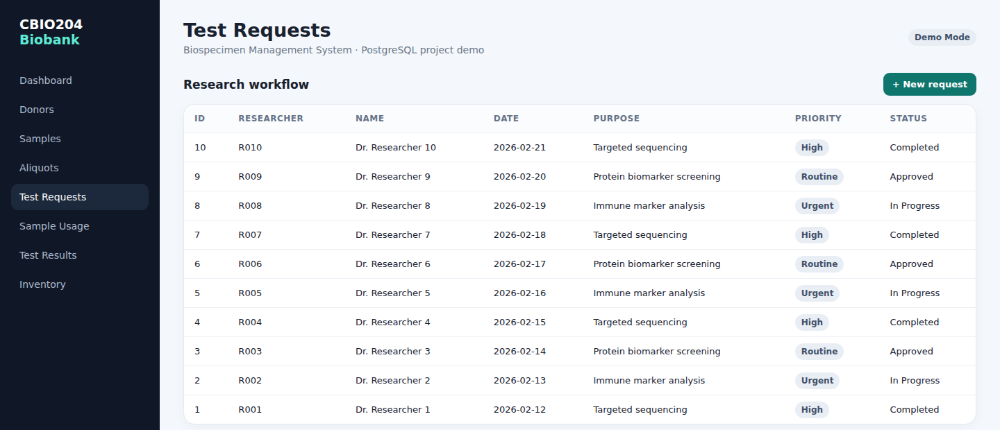 CBIO204
Biobank
Dashboard
Donors
Samples
Aliquots
Test Requests
Sample Usage
Test Results
Inventory
Test Requests
Biospecimen Management System · PostgreSQL project demo
Demo Mode
Research workflow
+ New request
ID RESEARCHER NAME DATE PURPOSE PRIORITY STATUS
10 R010 Dr. Researcher 10 2026-02-21 Targeted sequencing High Completed
9 R009 Dr. Researcher 9 2026-02-20 Protein biomarker screening Routine Approved
8 R008 Dr. Researcher 8 2026-02-19 Immune marker analysis Urgent In Progress
7 R007 Dr. Researcher 7 2026-02-18 Targeted sequencing High Completed
6 R006 Dr. Researcher 6 2026-02-17 Protein biomarker screening Routine Approved
5 R005 Dr. Researcher 5 2026-02-16 Immune marker analysis Urgent In Progress
4 R004 Dr. Researcher 4 2026-02-15 Targeted sequencing High Completed
3 R003 Dr. Researcher 3 2026-02-14 Protein biomarker screening Routine Approved
2 R002 Dr. Researcher 2 2026-02-13 Immune marker analysis Urgent In Progress
1 R001 Dr. Researcher 1 2026-02-12 Targeted sequencing High Completed